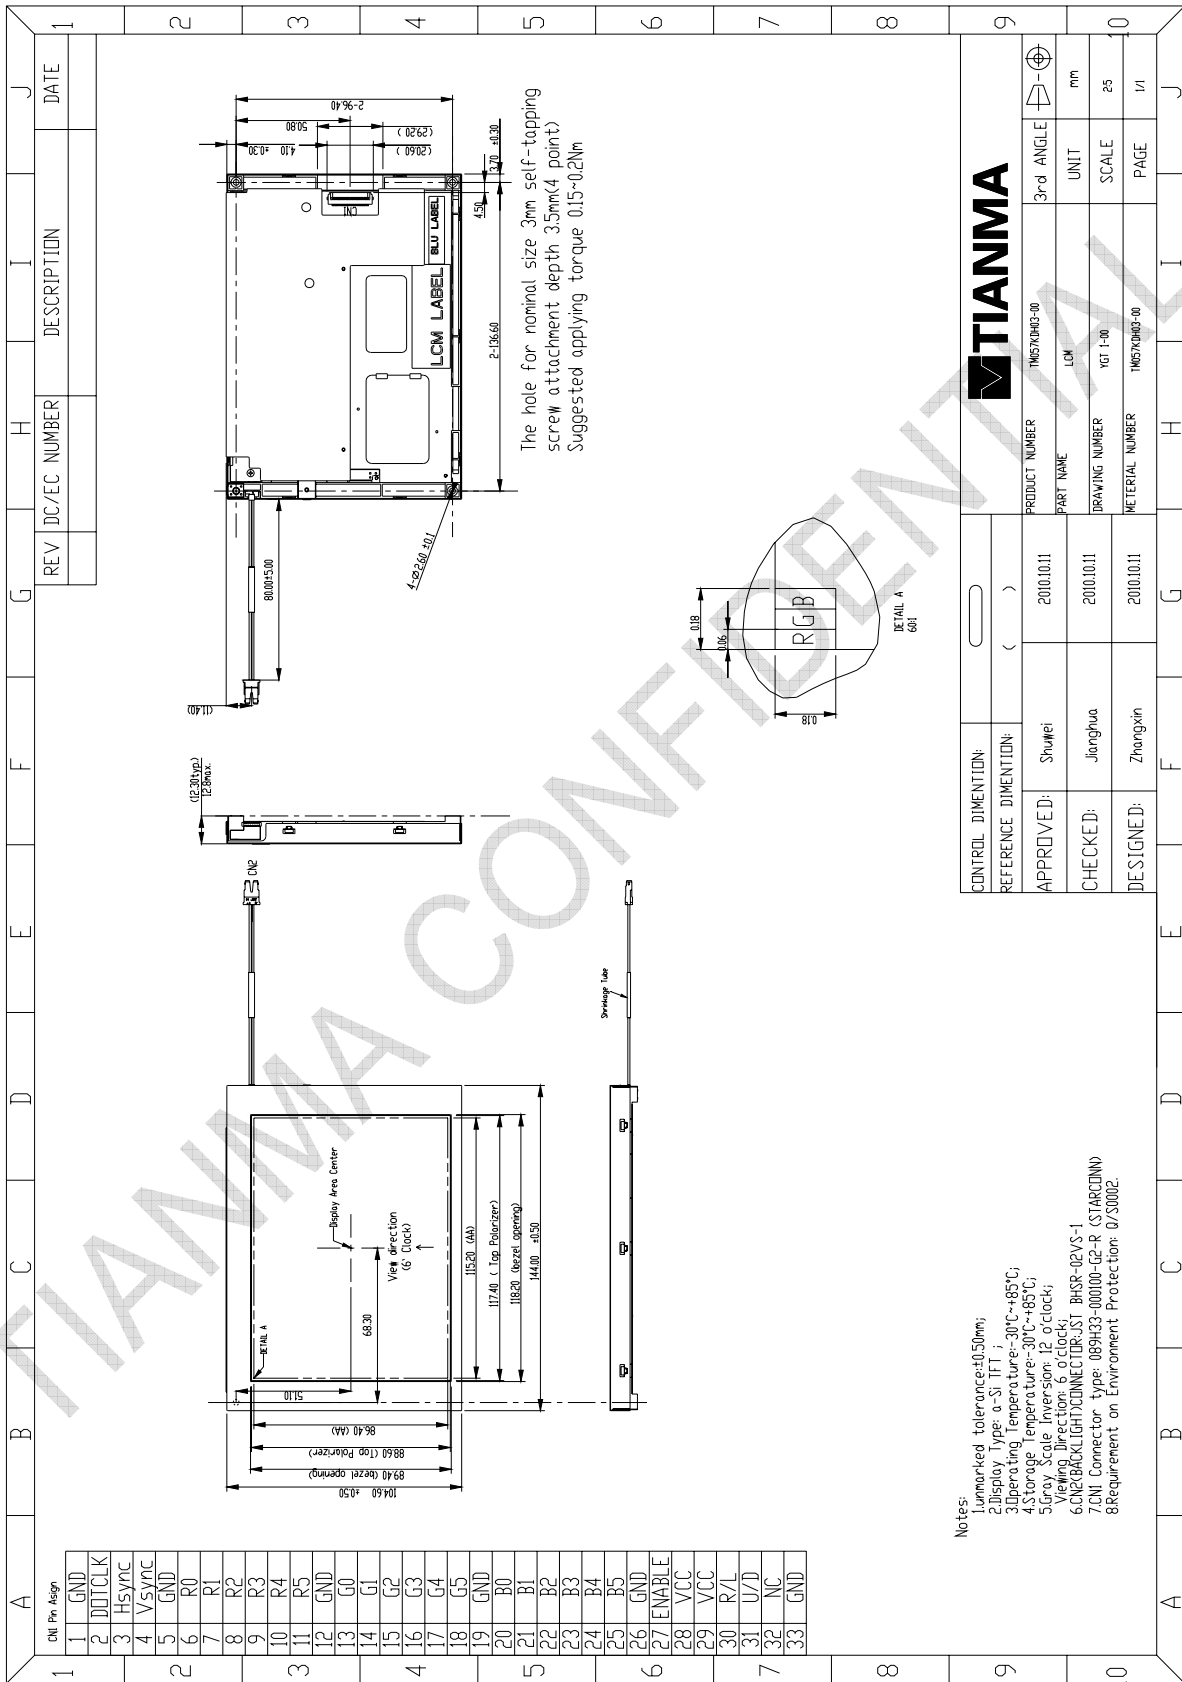 TIANMA CONFIDENTIAL
A B C D E F G H I J
1 2 3 4 5 6 7 8 9 10
CN1 Pin Asign
1 GND
2 DOTCLK
3 Hsync
4 Vsync
5 GND
6 R0
7 R1
8 R2
9 R3
10 R4
11 R5
12 GND
13 G0
14 G1
15 G2
16 G3
17 G4
18 G5
19 GND
20 B0
21 B1
22 B2
23 B3
24 B4
25 B5
26 GND
27 ENABLE
28 VCC
29 VCC
30 R/L
31 U/D
32 NC
33 GND
REV DC/EC NUMBER DESCRIPTION DATE
104.60 ±0.50
89.40 (bezel opening)
88.60 (Top Polarizer)
86.40 (AA)
51.10
DETAIL A
68.30
Display Area Center
View direction
(6' Clock)
115.20 (AA)
117.40 ( Top Polarizer)
118.20 (bezel opening)
144.00 ±0.50
CN2
Shrinkage Tube
(12.30typ.)
12.8max.
(11.40)
80.00±5.00
4-Ø2.60 ±0.1
4.10 ±0.30
50.80
2-96.40
(20.60 )
(29.20 )
3.70 ±0.30
4.50
2-136.60
CN1
LCM LABEL
BLU LABEL
The hole for nominal size 3mm self-tapping
screw attachment depth 3.5mm(4 point)
Suggested applying torque 0.15~0.2Nm
0.18
0.06
0.18
RGB
DETAIL A
60:1
Notes:
1.unmarked tolerance:±0.50mm;
2.Display Type: a-Si TFT ;
3.Operating Temperature:-30°C~+85°C;
4.Storage Temperature:-30°C~+85°C;
5.Gray Scale Inversion: 12 o'clock;
Viewing Direction: 6 o'clock;
6.CN2(BACKLIGHT)CONNECTOR:JST BHSR-02VS-1
7.CN1 Connector type: 089H33-000100-G2-R (STARCONN)
8.Requirement on Environment Protection: Q/S0002.
CONTROL DIMENTION:
REFERENCE DIMENTION: ( )
APPROVED: Shuwei 2010.10.11
CHECKED: Jianghua 2010.10.11
DESIGNED: Zhangxin 2010.10.11
TIANMA
PRODUCT NUMBER TM057KDH03-00
PART NAME LCM
DRAWING NUMBER YGT 1-00
METERIAL NUMBER TM057KDH03-00
3rd ANGLE
UNIT mm
SCALE 2:5
PAGE 1/1